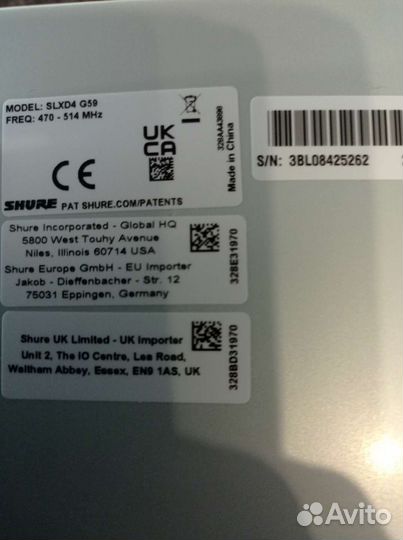 MODEL: SLXD4 G59
FREQ: 470 - 514 MHz
UK
CA
CE
328AA43898
Made in China
SHURE PAT SHURE.COM/PATENTS
S/N: 3BL08425262
Shure Incorporated - Global HQ
5800 West Touhy Avenue
Niles, Illinois 60714 USA
Shure Europe GmbH - EU Importer
Jakob - Dieffenbacher - Str. 12
75031 Eppingen, Germany
328E31970
Shure UK Limited - UK Importer
Unit 2, The IO Centre, Lea Road,
Waltham Abbey, Essex, EN9 1AS, UK
328BD31970
Avito